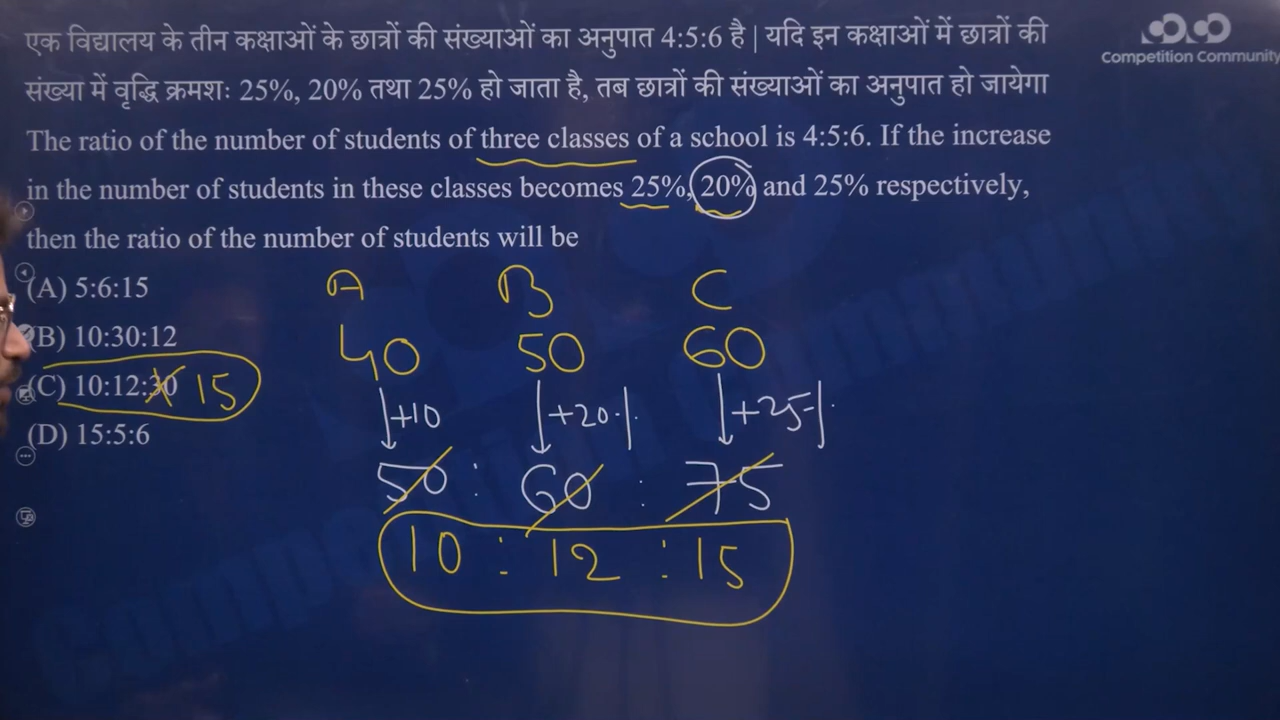 एक विद्यालय के तीन कक्षाओं के छात्रों की संख्याओं का अनुपात 4:5:6 है | यदि इन कक्षाओं में छात्रों की
संख्या में वृद्धि क्रमशः 25%, 20% तथा 25% हो जाता है, तब छात्रों की संख्याओं का अनुपात हो जायेगा
The ratio of the number of students of three classes of a school is 4:5:6. If the increase
in the number of students in these classes becomes 25%, 20% and 25% respectively,
then the ratio of the number of students will be
(A) 5:6:15
(B) 10:30:12
(C) 10:12:30 15
(D) 15:5:6
A B C
40 50 60
+10 +20% +25%
50 : 60 : 75
10 : 12 : 15
Competition Community